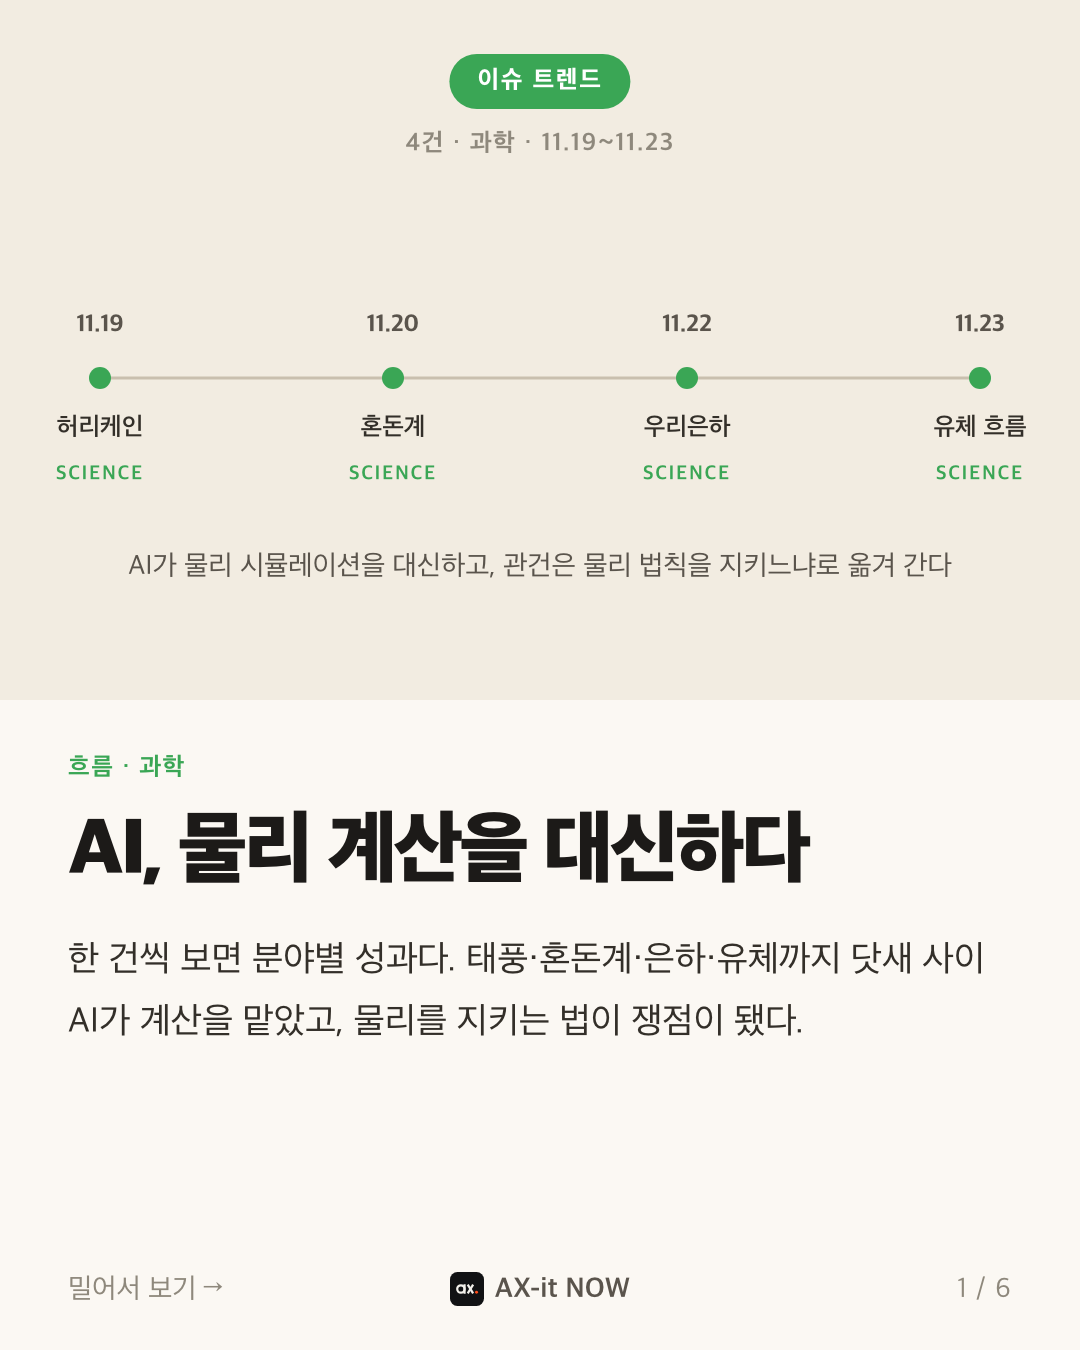 이슈 트렌드
4건 · 과학 · 11.19~11.23
11.19 11.20 11.22 11.23
허리케인 혼돈계 우리은하 유체 흐름
SCIENCE SCIENCE SCIENCE SCIENCE
AI가 물리 시뮬레이션을 대신하고, 관건은 물리 법칙을 지키느냐로 옮겨 간다
흐름 · 과학
AI, 물리 계산을 대신하다
한 건씩 보면 분야별 성과다. 태풍·혼돈계·은하·유체까지 닷새 사이
AI가 계산을 맡았고, 물리를 지키는 법이 쟁점이 됐다.
밀어서 보기 → ax. AX-it NOW 1 / 6